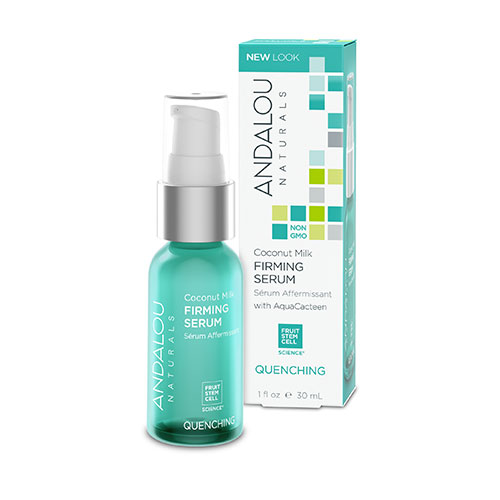 NEW LOOK
ANDALOU
NATURALS
NON
GMO
Coconut Milk
FIRMING
SERUM
Sérum Affermissant
with AquaCacteen
FRUIT
STEM
CELL
SCIENCE®
QUENCHING
1 fl oz e 30 mL
ANDALOU
NATURALS
Coconut Milk
FIRMING
SERUM
Sérum Affermissant
FRUIT
STEM
CELL
SCIENCE®
QUENCHING